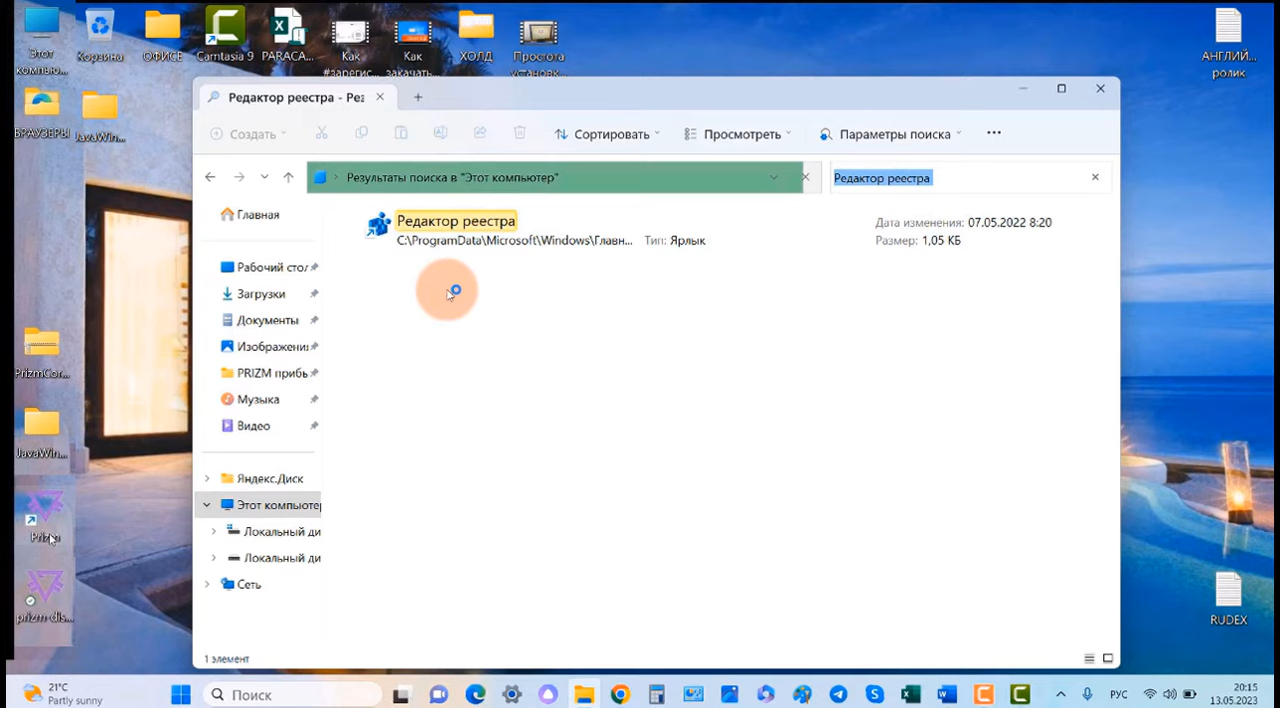 Этот
компью...
Корзина
ОФИСЕ
Camtasia 9
PARACA...
Как
#зарегис...
Как
закачать...
ХОЛД
Простота
установк...
АНГЛИЙ...
ролик
БРАУЗЕРЫ
JavaWin...
Редактор реестра - Рез
Создать
Сортировать
Просмотреть
Параметры поиска
Результаты поиска в "Этот компьютер"
Редактор реестра
Главная
Рабочий стол
Загрузки
Документы
Изображени
PRIZM прибь
Музыка
Видео
Яндекс.Диск
Этот компьютер
Локальный ди
Локальный ди
Сеть
Редактор реестра
C:\ProgramData\Microsoft\Windows\Главн...
Тип: Ярлык
Дата изменения: 07.05.2022 8:20
Размер: 1,05 КБ
PrizmCor...
JavaWin...
Prizm
prizm-dis...
RUDEX
1 элемент
21°C
Partly sunny
Поиск
РУС
20:15
13.05.2023